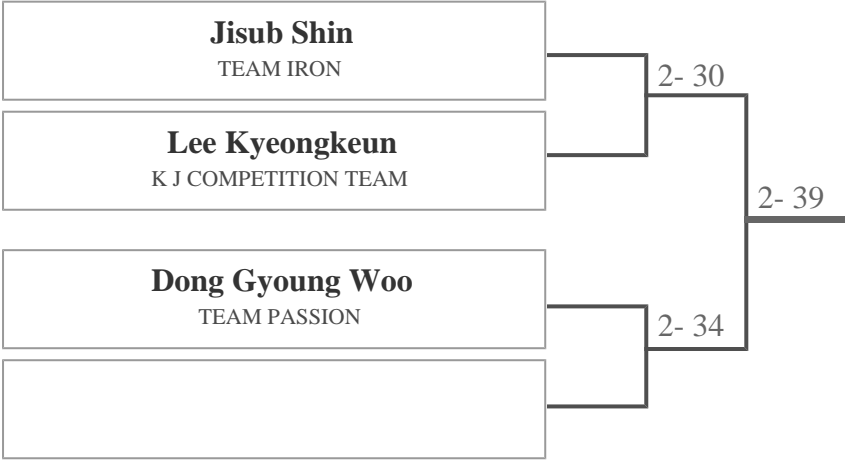 Jisub Shin
TEAM IRON
2- 30
Lee Kyeongkeun
K J COMPETITION TEAM
2- 39
Dong Gyoung Woo
TEAM PASSION
2- 34